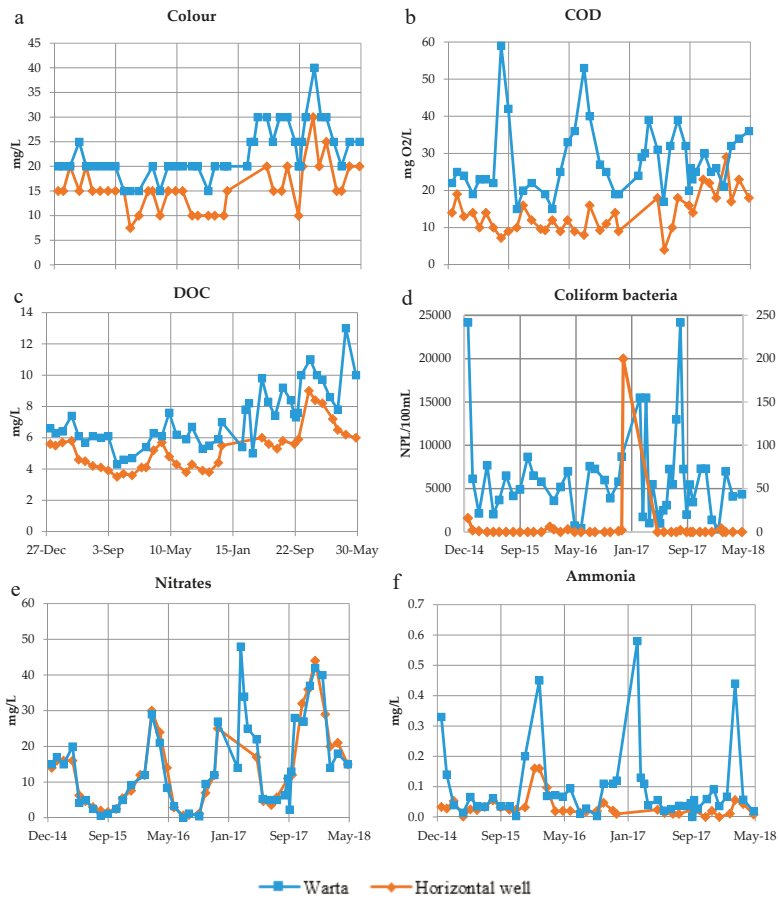 a
Colour
mg/L
45
40
35
30
25
20
15
10
5
0
b
COD
mg O2/L
60
50
40
30
20
10
0
c
DOC
mg/L
14
12
10
8
6
4
2
0
27-Dec 3-Sep 10-May 15-Jan 22-Sep 30-May
d
Coliform bacteria
NPL/100mL
25000 250
20000 200
15000 150
10000 100
5000 50
0 0
Dec-14 Sep-15 May-16 Jan-17 Sep-17 May-18
e
Nitrates
mg/L
60
50
40
30
20
10
0
Dec-14 Sep-15 May-16 Jan-17 Sep-17 May-18
f
Ammonia
mg/L
0.7
0.6
0.5
0.4
0.3
0.2
0.1
0.0
Dec-14 Sep-15 May-16 Jan-17 Sep-17 May-18
Warta Horizontal well